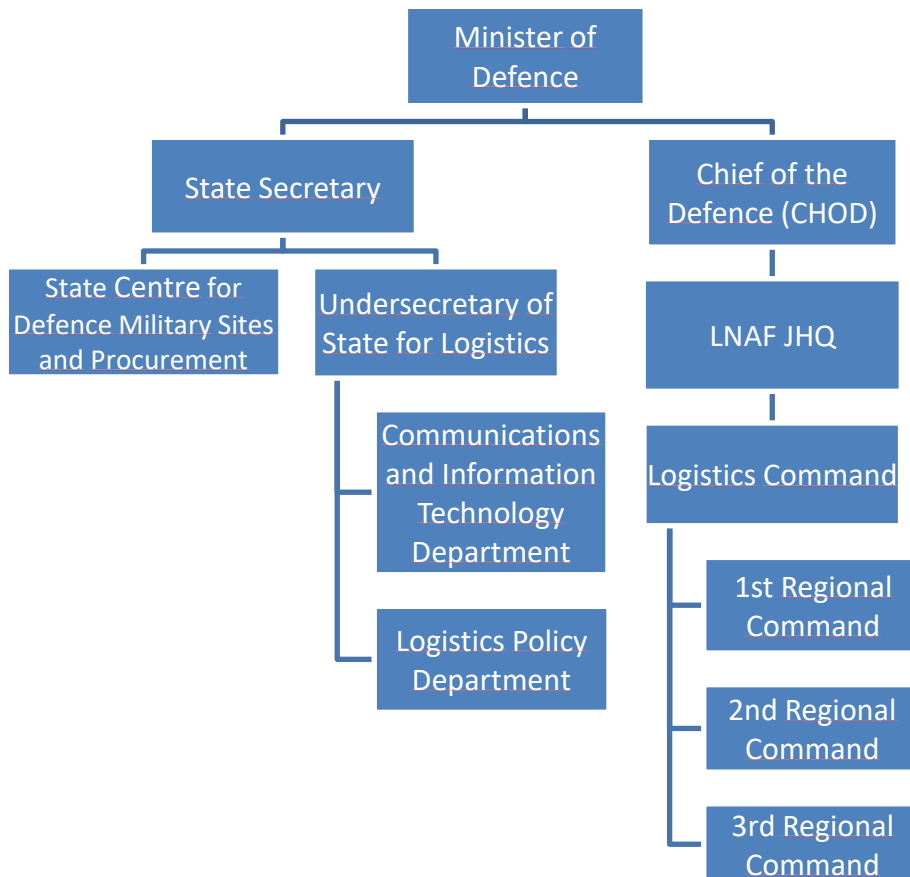 Minister of
Defence
State Secretary
Chief of the
Defence (CHOD)
State Centre for
Defence Military Sites
and Procurement
Undersecretary of
State for Logistics
LNAF JHQ
Communications
and Information
Technology
Department
Logistics Policy
Department
Logistics Command
1st Regional
Command
2nd Regional
Command
3rd Regional
Command